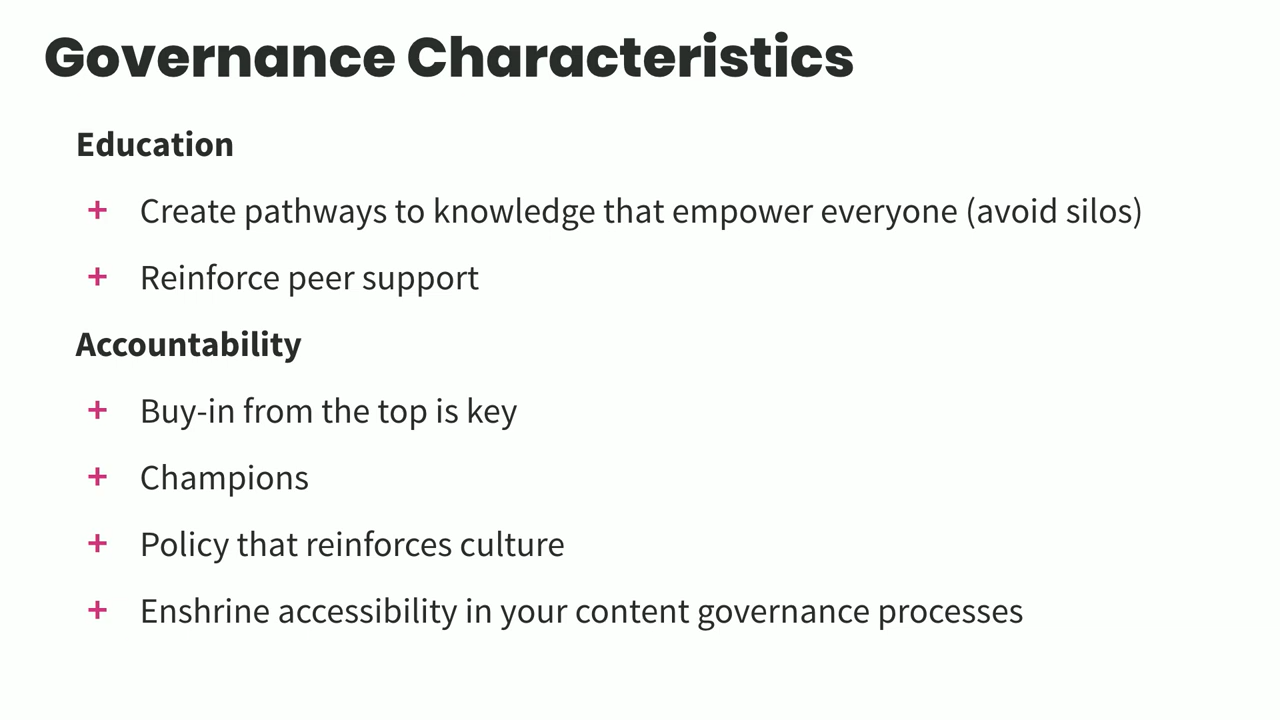 Governance Characteristics
Education
+ Create pathways to knowledge that empower everyone (avoid silos)
+ Reinforce peer support
Accountability
+ Buy-in from the top is key
+ Champions
+ Policy that reinforces culture
+ Enshrine accessibility in your content governance processes